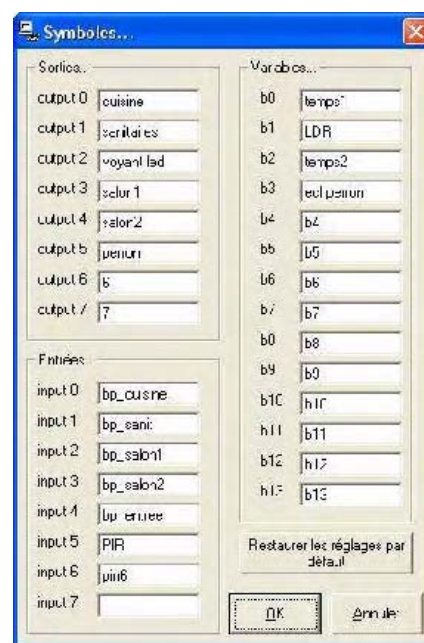 Symboles...
Sorties..
output 0 cuisine
output 1 sanitaires
output 2 voyant led
output 3 salon1
output 4 salon2
output 5 perron
output 6 6
output 7 7
Entrées
input 0 bp_cuisine
input 1 bp_sanit
input 2 bp_salon1
input 3 bp_salon2
input 4 bp_entree
input 5 PIR
input 6 pin6
input 7
Variables...
b0 temps1
b1 LDR
b2 temps2
b3 ecl perron
b4 b4
b5 b5
b6 b6
b7 b7
b8 b8
b9 b9
b10 b10
b11 b11
b12 b12
b13 b13
Restaurer les réglages par
défaut
OK
Annuler